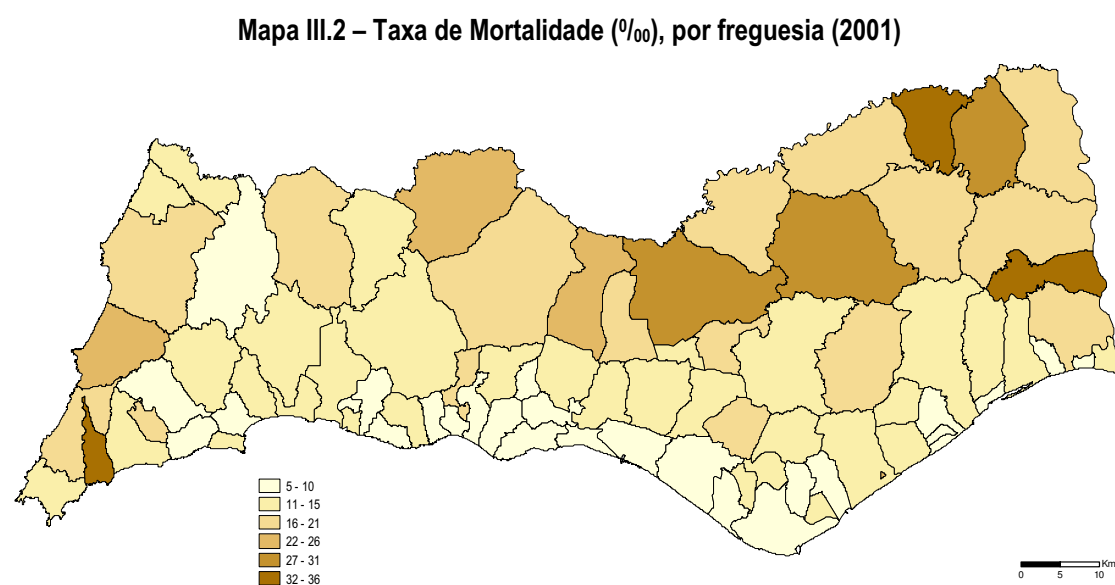 Mapa III.2 – Taxa de Mortalidade (⁰/₀₀), por freguesia (2001)
5 - 10
11 - 15
16 - 21
22 - 26
27 - 31
32 - 36
Km
0 5 10